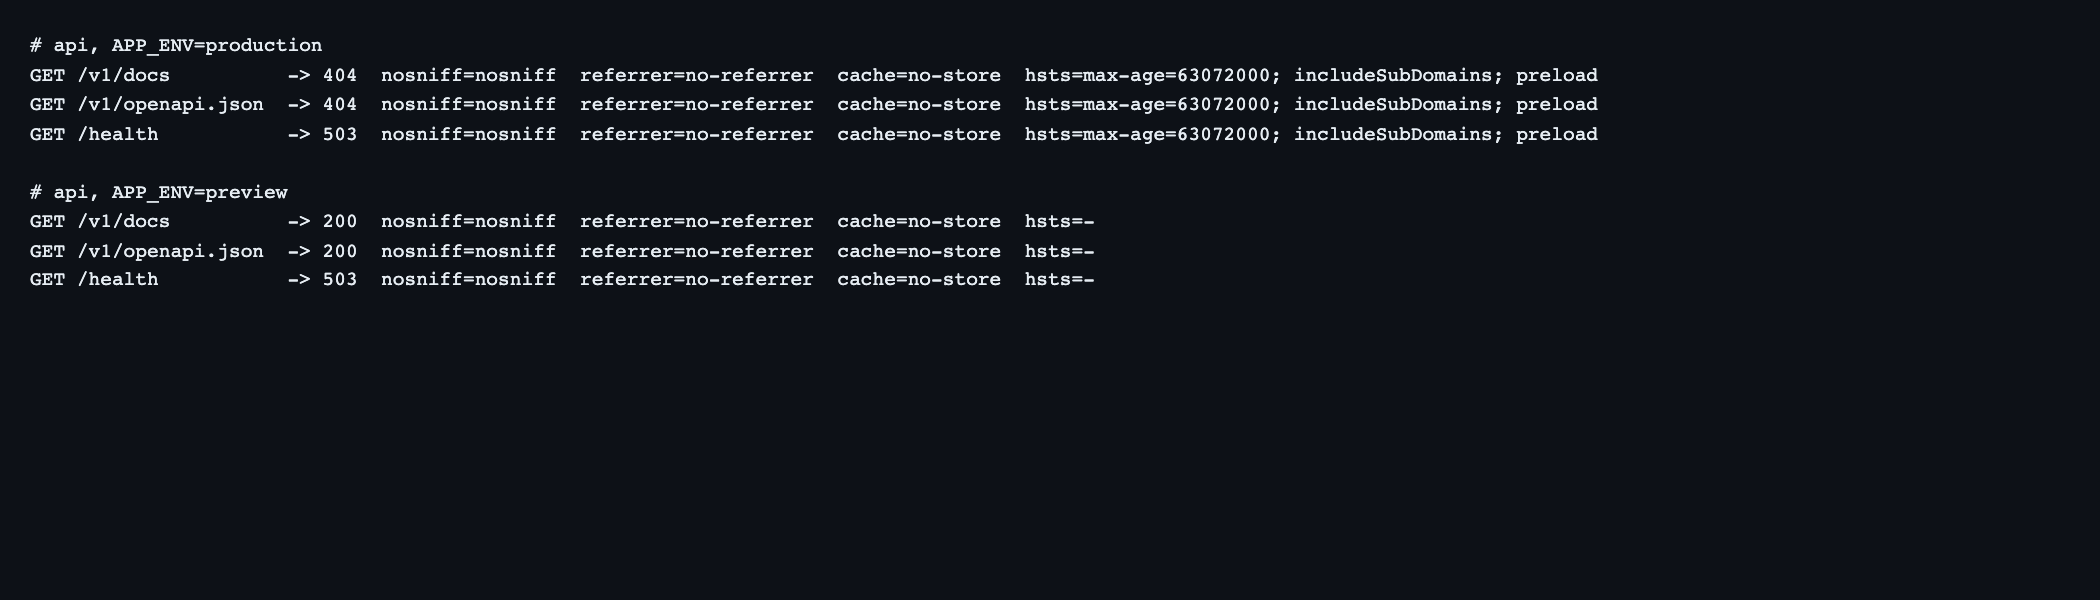 # api, APP_ENV=production
GET /v1/docs          -> 404  nosniff=nosniff  referrer=no-referrer  cache=no-store  hsts=max-age=63072000; includeSubDomains; preload
GET /v1/openapi.json  -> 404  nosniff=nosniff  referrer=no-referrer  cache=no-store  hsts=max-age=63072000; includeSubDomains; preload
GET /health           -> 503  nosniff=nosniff  referrer=no-referrer  cache=no-store  hsts=max-age=63072000; includeSubDomains; preload
# api, APP_ENV=preview
GET /v1/docs          -> 200  nosniff=nosniff  referrer=no-referrer  cache=no-store  hsts=-
GET /v1/openapi.json  -> 200  nosniff=nosniff  referrer=no-referrer  cache=no-store  hsts=-
GET /health           -> 503  nosniff=nosniff  referrer=no-referrer  cache=no-store  hsts=-